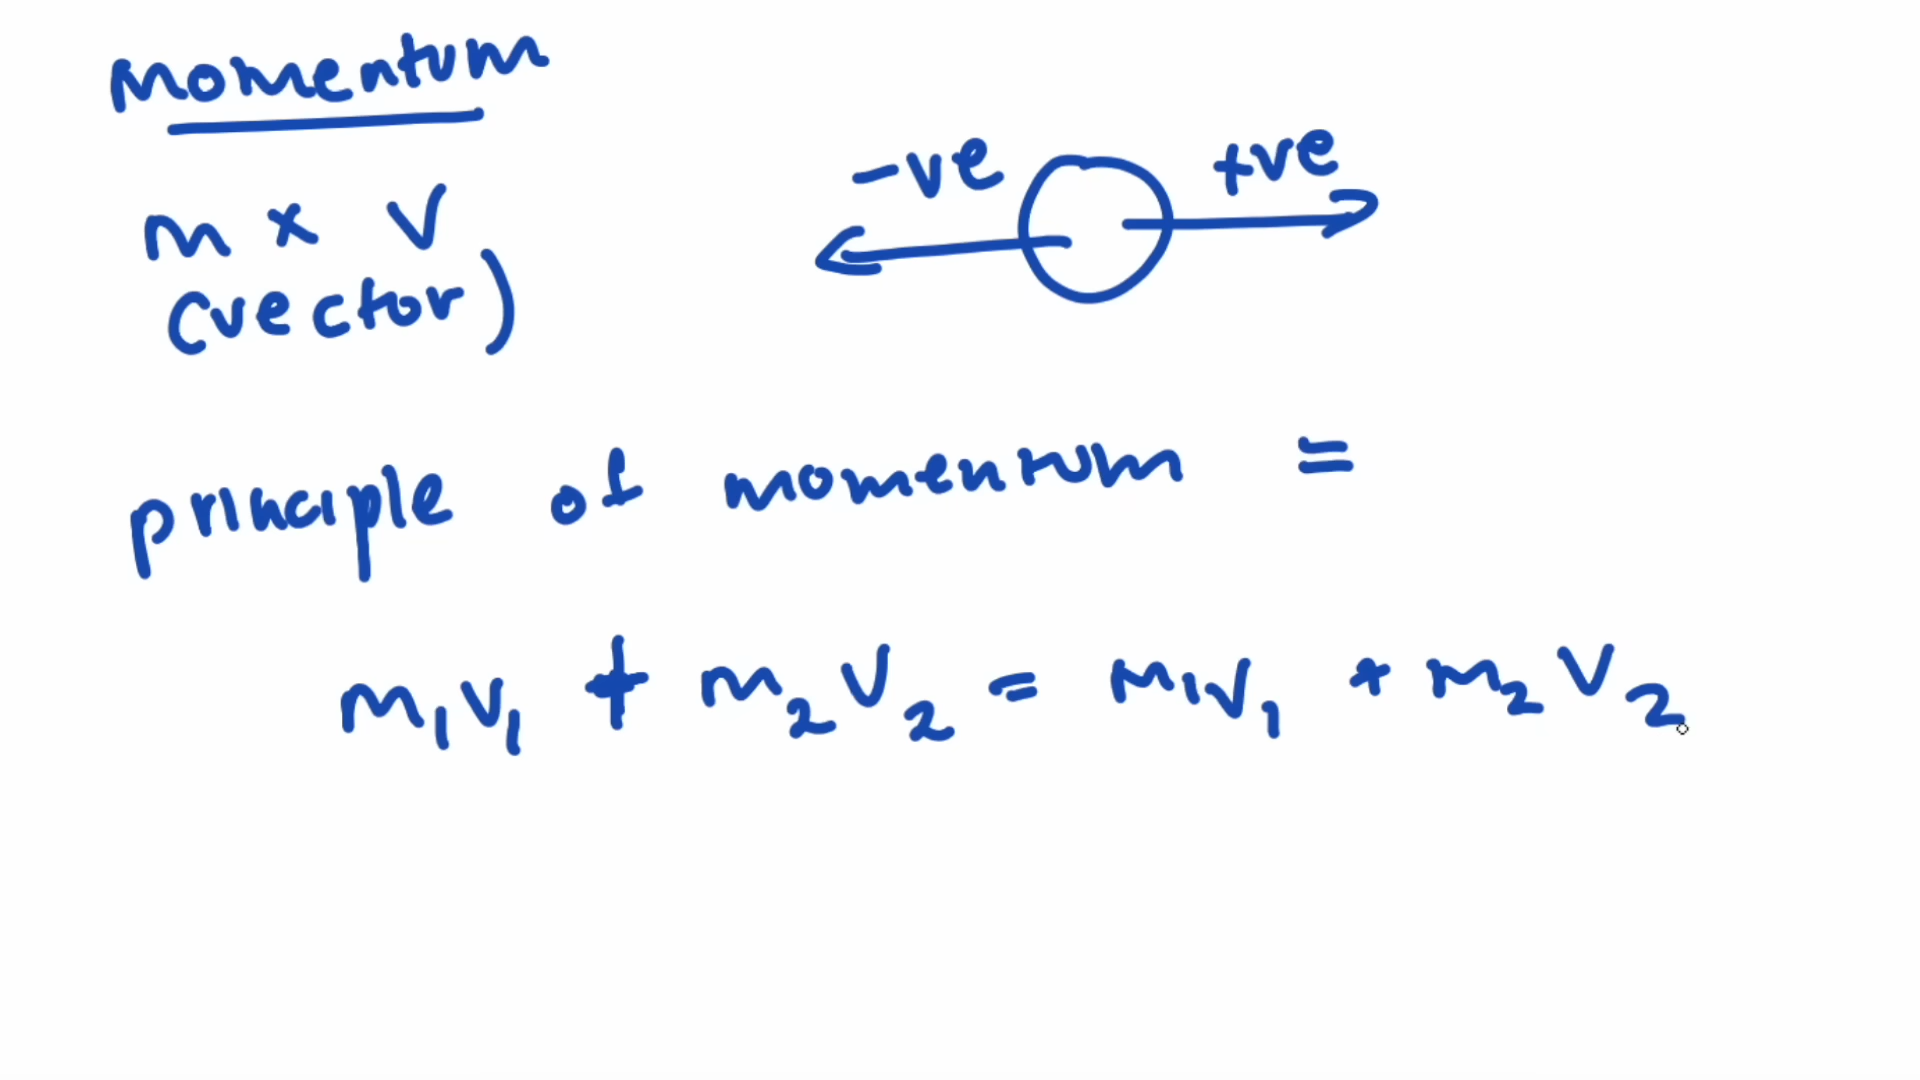 Momentum
-ve +ve
m × V
(vector)
principle of momentum =
m₁v₁ + m₂V₂ = m₁V₁ + m₂V₂